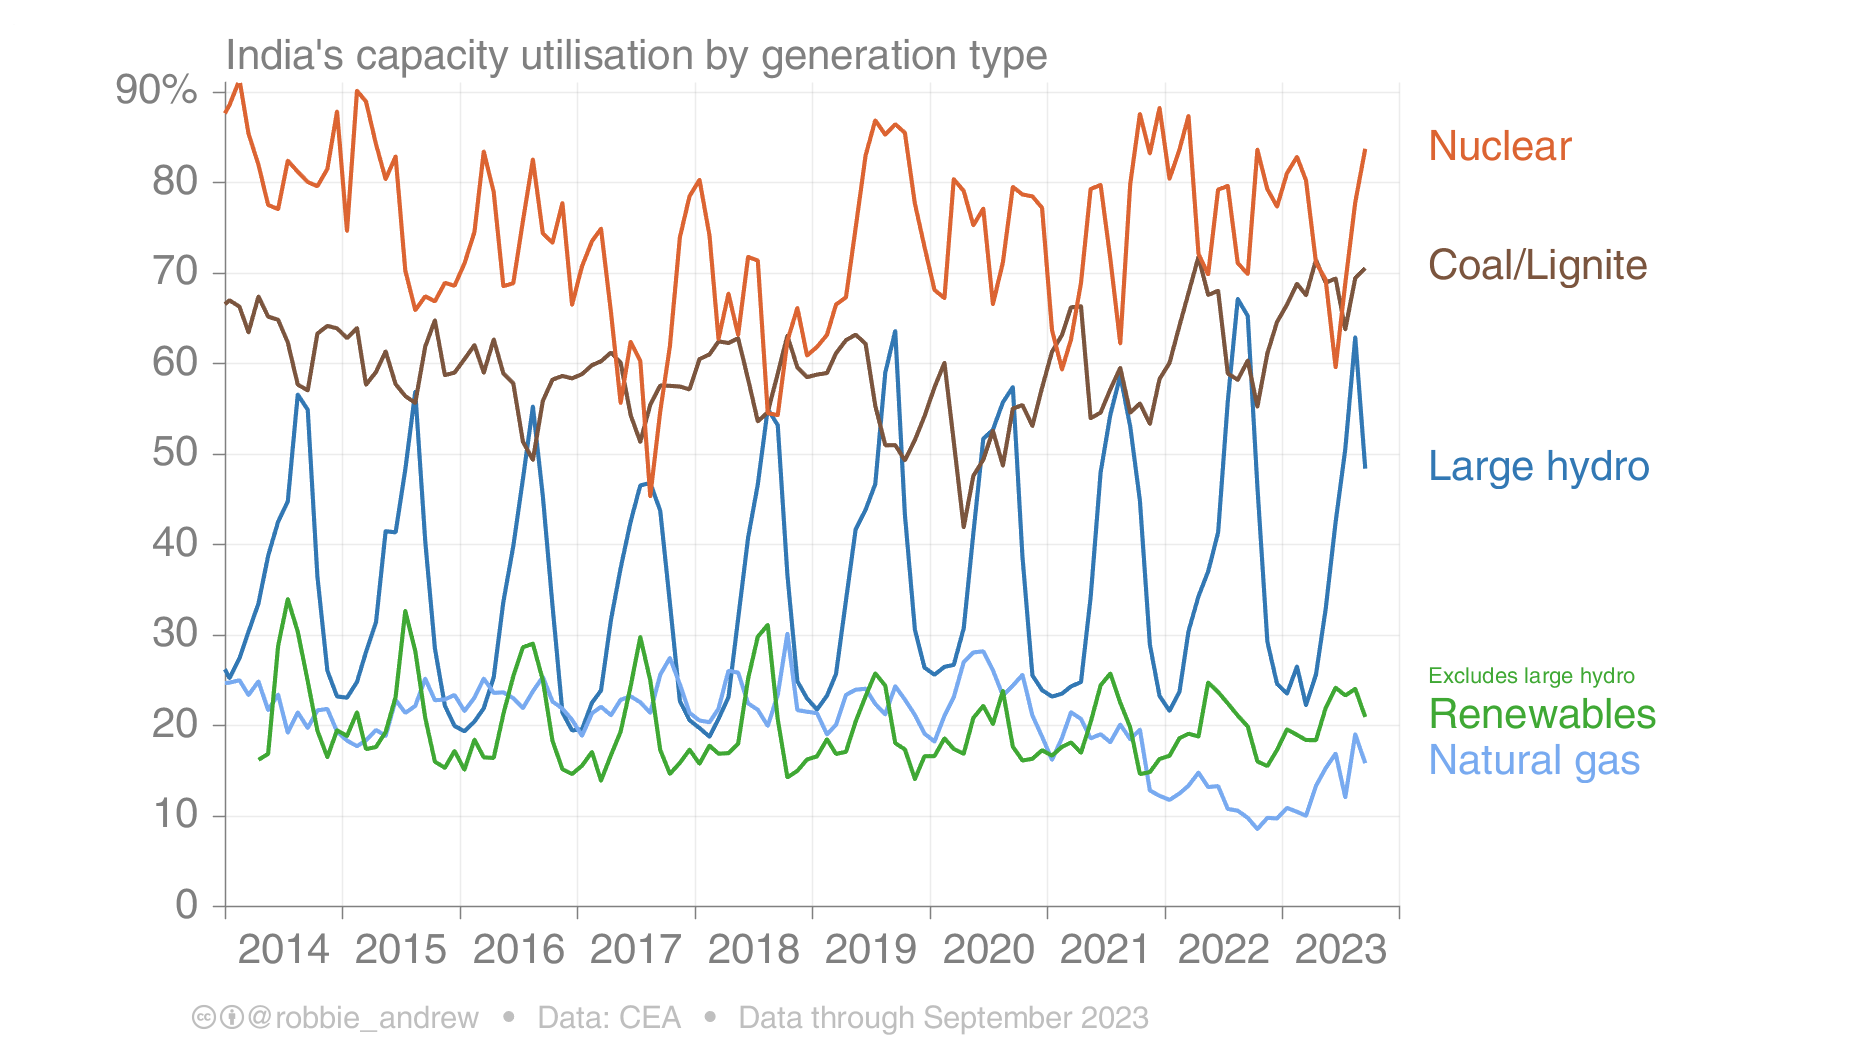 India's capacity utilisation by generation type
90%
80
70
60
50
40
30
20
10
0
2014 2015 2016 2017 2018 2019 2020 2021 2022 2023
Nuclear
Coal/Lignite
Large hydro
Excludes large hydro
Renewables
Natural gas
cc @robbie_andrew • Data: CEA • Data through September 2023